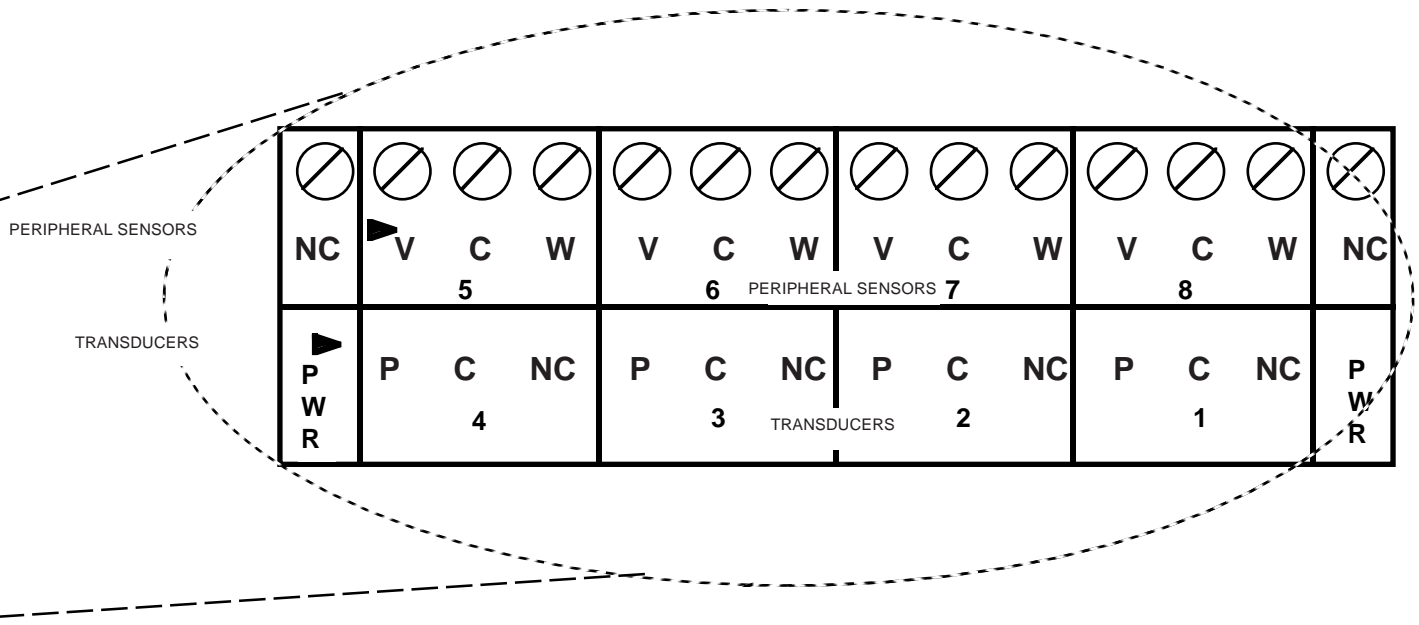 PERIPHERAL SENSORS
NC V C W V C W V C W V C W NC
5 6 PERIPHERAL SENSORS 7 8
TRANSDUCERS
P C NC P C NC P C NC P C NC
P
W
R
P
W
R
4 3 TRANSDUCERS 2 1